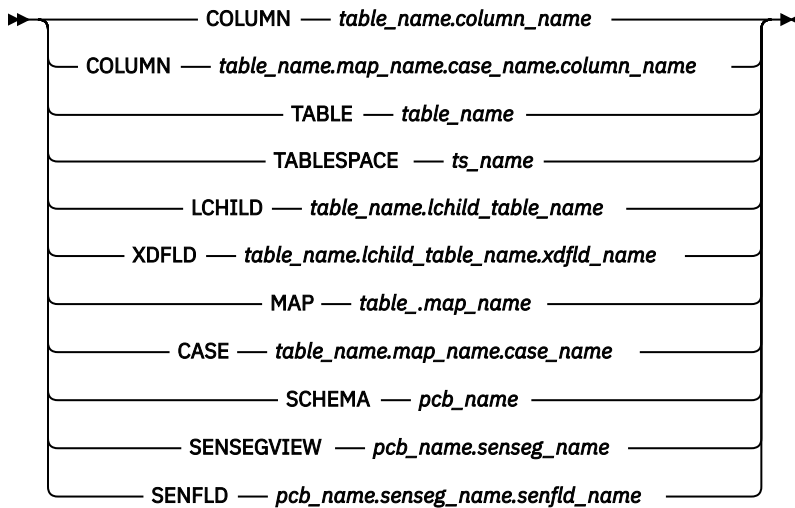 COLUMN table_name.column_name
COLUMN table_name.map_name.case_name.column_name
TABLE table_name
TABLESPACE ts_name
LCHILD table_name.lchild_table_name
XDFLD table_name.lchild_table_name.xdfld_name
MAP table_.map_name
CASE table_name.map_name.case_name
SCHEMA pcb_name
SENSEGVIEW pcb_name.senseg_name
SENFLD pcb_name.senseg_name.senfld_name